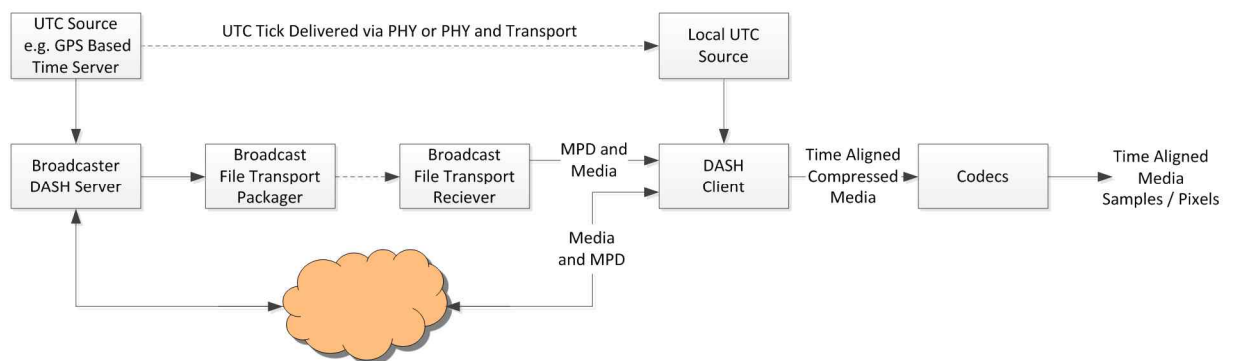 UTC Source
e.g. GPS Based
Time Server
UTC Tick Delivered via PHY or PHY and Transport
Local UTC
Source
Broadcaster
DASH Server
Broadcast
File Transport
Packager
Broadcast
File Transport
Reciever
MPD and
Media
DASH
Client
Time Aligned
Compressed
Media
Codecs
Time Aligned
Media
Samples / Pixels
Media
and MPD